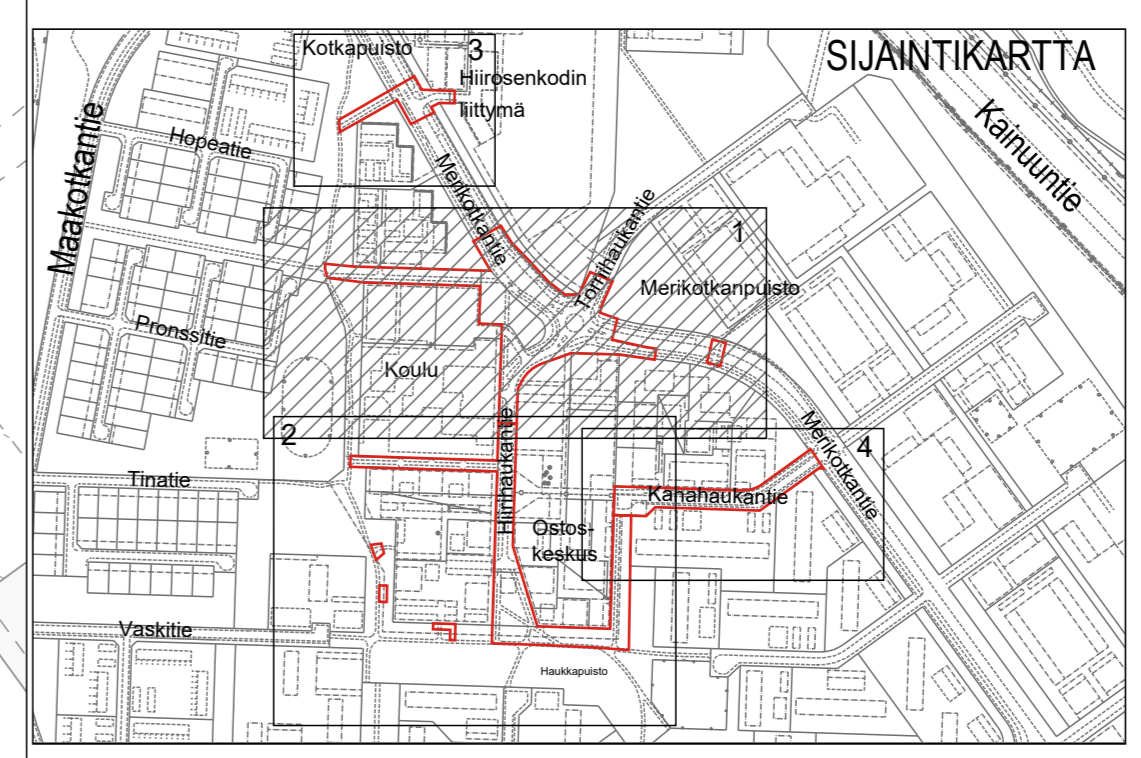 SIJAINTIKARTTA
Kotkapuisto
3
Hiirosenkodin
liittymä
Kainuuntie
Maakotkantie
Hopeatie
Merikotkantie
Tornihaukantie
1
Merikotkanpuisto
Pronssitie
Koulu
Hiirihaukantie
2
Merikotkantie
4
Tinatie
Kanahaukantie
Ostos-
keskus
Vaskitie
Haukkapuisto